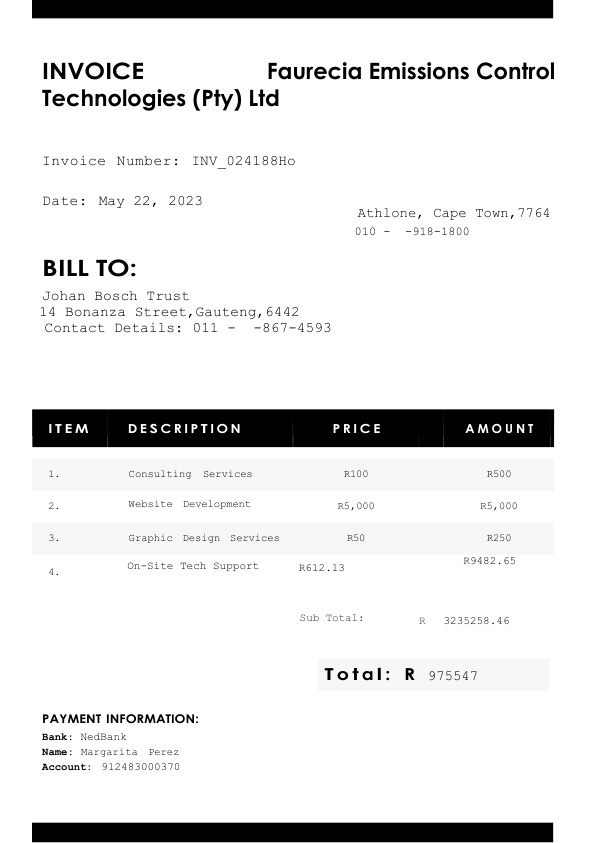 INVOICE Faurecia Emissions Control
Technologies (Pty) Ltd
Invoice Number: INV_024188Ho
Date: May 22, 2023
Athlone, Cape Town,7764
010 - -918-1800
BILL TO:
Johan Bosch Trust
14 Bonanza Street,Gauteng,6442
Contact Details: 011 - -867-4593
ITEM DESCRIPTION PRICE AMOUNT
1. Consulting Services R100 R500
2. Website Development R5,000 R5,000
3. Graphic Design Services R50 R250
4. On-Site Tech Support R612.13 R9482.65
Sub Total: R 3235258.46
Total: R 975547
PAYMENT INFORMATION:
Bank: NedBank
Name: Margarita Perez
Account: 912483000370